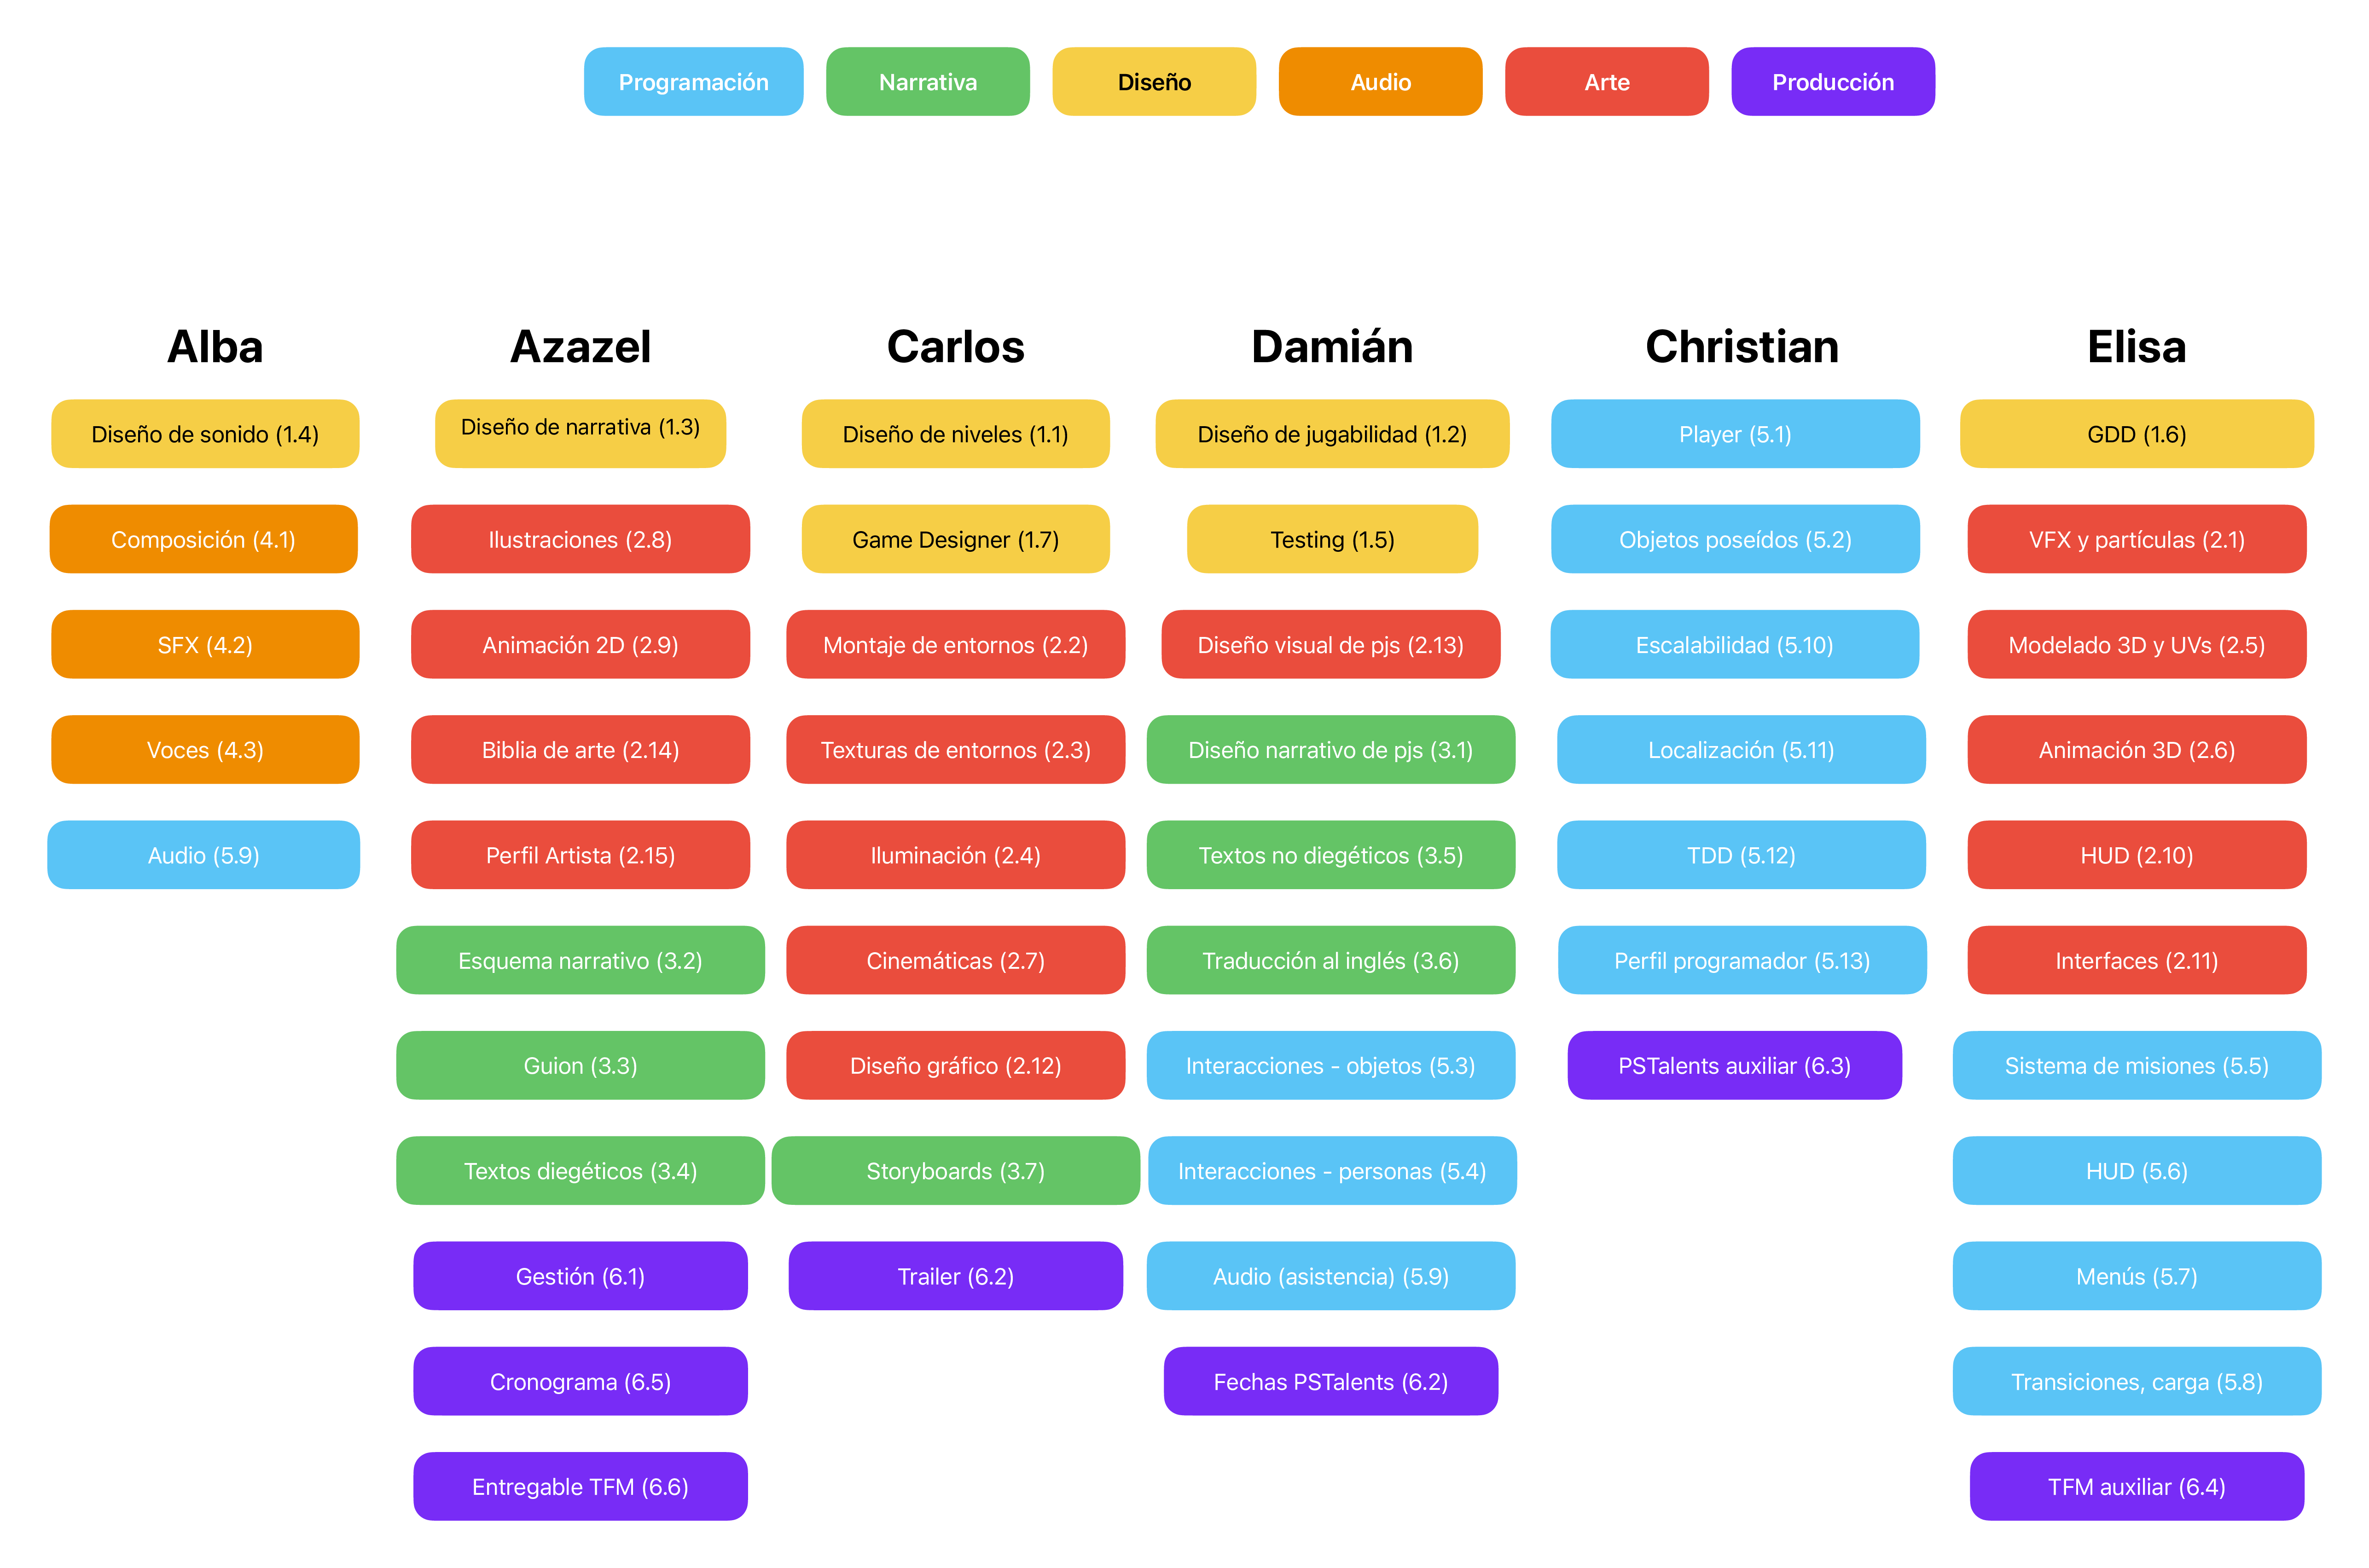 Programación
Narrativa
Diseño
Audio
Arte
Producción
Alba
Diseño de sonido (1.4)
Composición (4.1)
SFX (4.2)
Voces (4.3)
Audio (5.9)
Azazel
Diseño de narrativa (1.3)
Ilustraciones (2.8)
Animación 2D (2.9)
Biblia de arte (2.14)
Perfil Artista (2.15)
Esquema narrativo (3.2)
Guion (3.3)
Textos diegéticos (3.4)
Gestión (6.1)
Cronograma (6.5)
Entregable TFM (6.6)
Carlos
Diseño de niveles (1.1)
Game Designer (1.7)
Montaje de entornos (2.2)
Texturas de entornos (2.3)
Iluminación (2.4)
Cinemáticas (2.7)
Diseño gráfico (2.12)
Storyboards (3.7)
Trailer (6.2)
Damián
Diseño de jugabilidad (1.2)
Testing (1.5)
Diseño visual de pjs (2.13)
Diseño narrativo de pjs (3.1)
Textos no diegéticos (3.5)
Traducción al inglés (3.6)
Interacciones - objetos (5.3)
Interacciones - personas (5.4)
Audio (asistencia) (5.9)
Fechas PSTalents (6.2)
Christian
Player (5.1)
Objetos poseídos (5.2)
Escalabilidad (5.10)
Localización (5.11)
TDD (5.12)
Perfil programador (5.13)
PSTalents auxiliar (6.3)
Elisa
GDD (1.6)
VFX y partículas (2.1)
Modelado 3D y UVs (2.5)
Animación 3D (2.6)
HUD (2.10)
Interfaces (2.11)
Sistema de misiones (5.5)
HUD (5.6)
Menús (5.7)
Transiciones, carga (5.8)
TFM auxiliar (6.4)